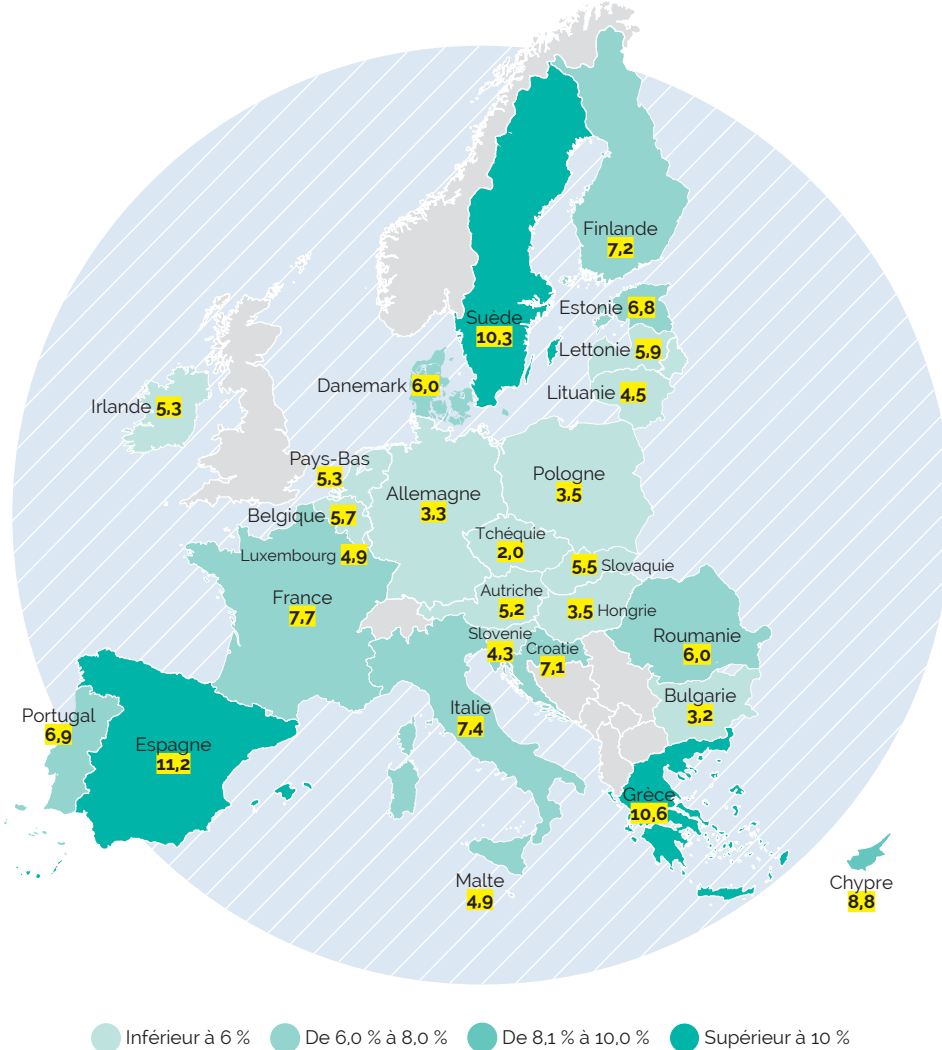 Finlande
7,2
Estonie 6,8
Suède
10,3
Lettonie 5,9
Danemark 6,0
Lituanie 4,5
Irlande 5,3
Pays-Bas
5,3
Pologne
3,5
Allemagne
3,3
Belgique 5,7
Tchéquie
2,0
Luxembourg 4,9
5,5 Slovaquie
Autriche
5,2
France
7,7
3,5 Hongrie
Slovenie
4,3
Croatie
7,1
Roumanie
6,0
Bulgarie
3,2
Portugal
6,9
Italie
7,4
Espagne
11,2
Grèce
10,6
Malte
4,9
Chypre
8,8
Inférieur à 6 % De 6,0 % à 8,0 % De 8,1 % à 10,0 % Supérieur à 10 %